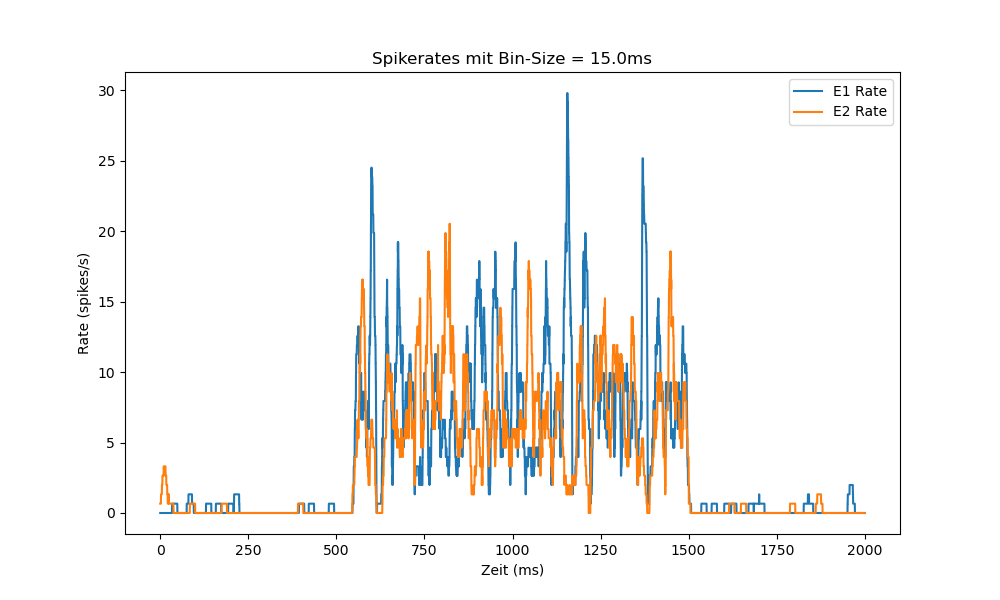 Spikerates mit Bin-Size = 15.0ms
E1 Rate
E2 Rate
Rate (spikes/s)
30
25
20
15
10
5
0
0 250 500 750 1000 1250 1500 1750 2000
Zeit (ms)